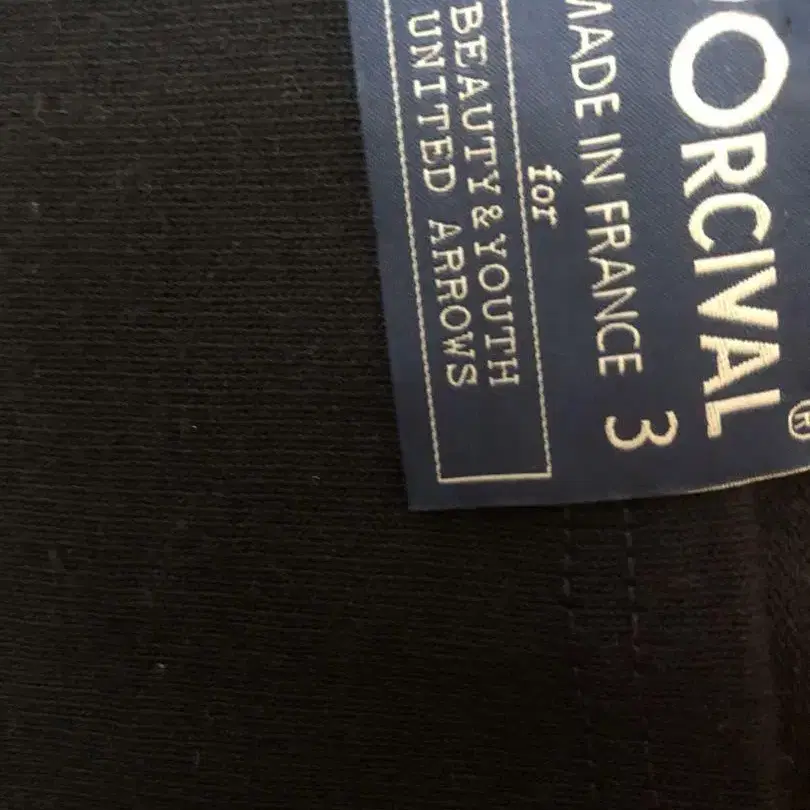 ORCIVAL®
MADE IN FRANCE 3
for
BEAUTY&YOUTH
UNITED ARROWS